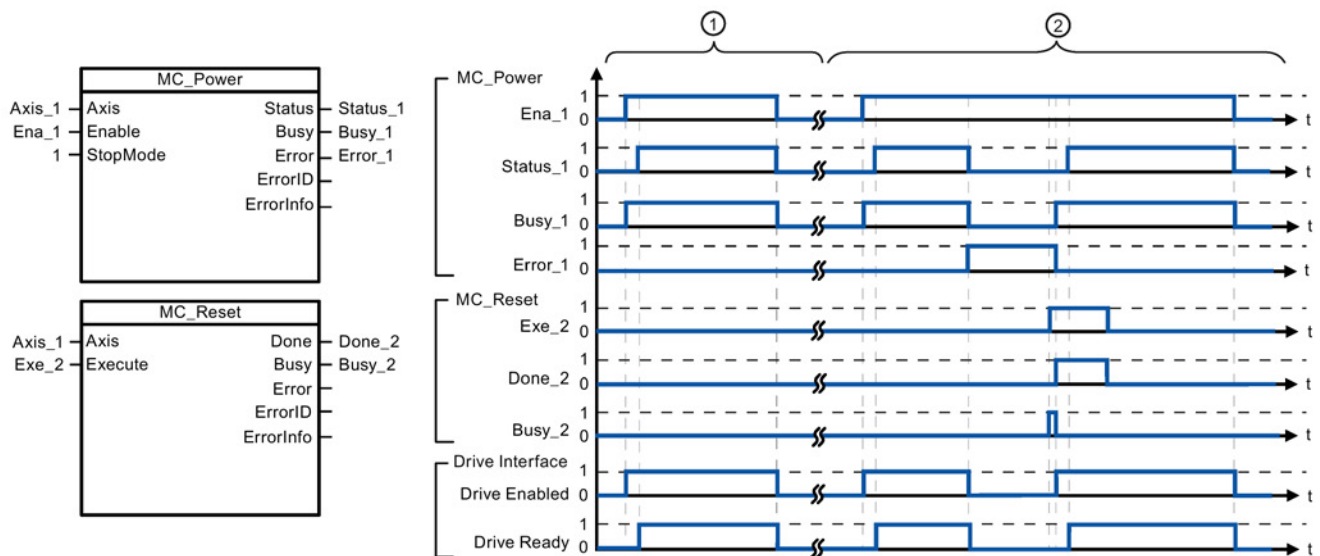 ① ②
MC_Power
Axis_1 Axis Status Status_1
Ena_1 Enable Busy Busy_1
1 StopMode Error Error_1
ErrorID
ErrorInfo
MC_Reset
Axis_1 Axis Done Done_2
Exe_2 Execute Busy Busy_2
Error
ErrorID
ErrorInfo
MC_Power
Ena_1 1 0 t
Status_1 1 0 t
Busy_1 1 0 t
Error_1 1 0 t
MC_Reset
Exe_2 1 0 t
Done_2 1 0 t
Busy_2 1 0 t
Drive Interface
Drive Enabled 1 0 t
Drive Ready 1 0 t